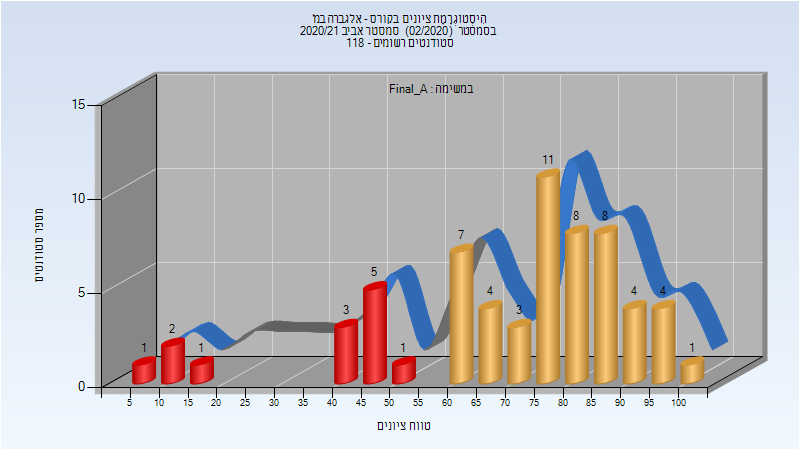 היסטוגרמת ציונים בקורס - אלגברה במ'
בסמסטר (02/2020) סמסטר אביב 2020/21
סטודנטים רשומים - 118
במשימה : Final_A
מספר סטודנטים
15
10
5
0
1
2
1
3
5
1
7
4
3
11
8
8
4
4
1
5 10 15 20 25 30 35 40 45 50 55 60 65 70 75 80 85 90 95 100
טווח ציונים